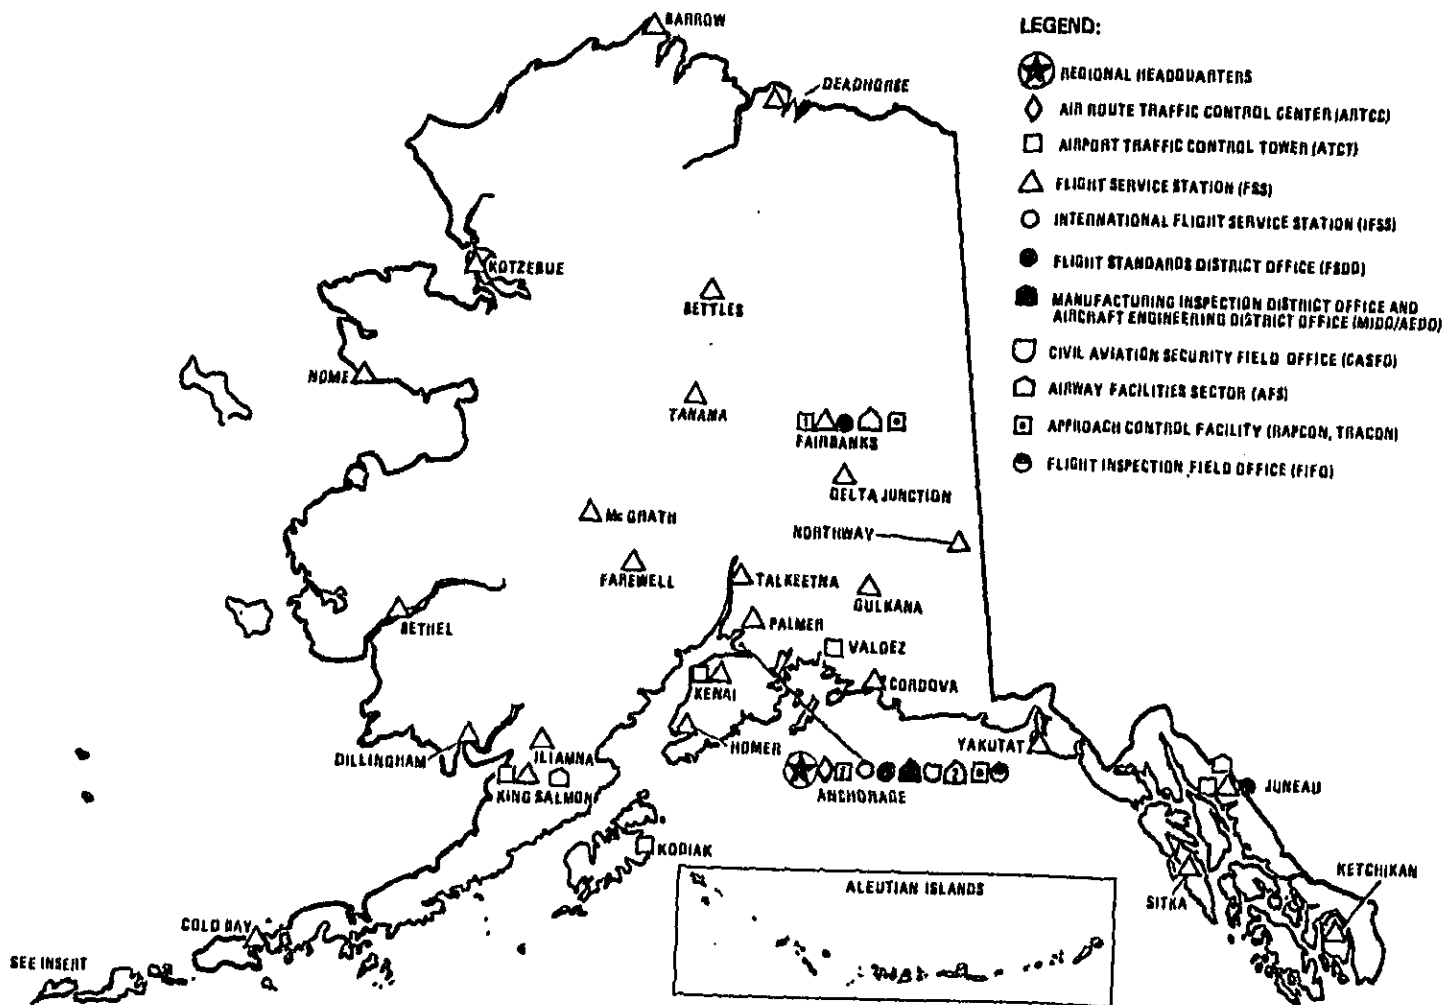 BARROW
DEADHORSE
KOTZEBUE
BETTLES
NOME
TANANA
FAIRBANKS
DELTA JUNCTION
McGRATH
NORTHWAY
FAREWELL
TALKEETNA
GULKANA
BETHEL
PALMER
VALDEZ
KENAI
CORDOVA
DILLINGHAM
ILIAMNA
HOMER
YAKUTAT
KING SALMON
ANCHORAGE
JUNEAU
KODIAK
KETCHIKAN
SITKA
COLD BAY
SEE INSERT
ALEUTIAN ISLANDS
LEGEND:
REGIONAL HEADQUARTERS
AIR ROUTE TRAFFIC CONTROL CENTER (ARTCC)
AIRPORT TRAFFIC CONTROL TOWER (ATCT)
FLIGHT SERVICE STATION (FSS)
INTERNATIONAL FLIGHT SERVICE STATION (IFSS)
FLIGHT STANDARDS DISTRICT OFFICE (FSDO)
MANUFACTURING INSPECTION DISTRICT OFFICE AND
AIRCRAFT ENGINEERING DISTRICT OFFICE (MIDO/AEDO)
CIVIL AVIATION SECURITY FIELD OFFICE (CASFO)
AIRWAY FACILITIES SECTOR (AFS)
APPROACH CONTROL FACILITY (RAPCON, TRACON)
FLIGHT INSPECTION FIELD OFFICE (FIFO)